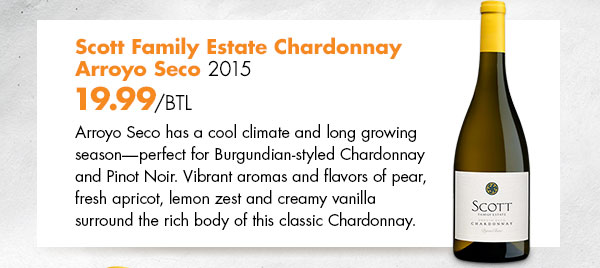 Scott Family Estate Chardonnay
Arroyo Seco 2015
19.99/BTL
Arroyo Seco has a cool climate and long growing
season—perfect for Burgundian-styled Chardonnay
and Pinot Noir. Vibrant aromas and flavors of pear,
fresh apricot, lemon zest and creamy vanilla
surround the rich body of this classic Chardonnay.
SCOTT
FAMILY ESTATE
CHARDONNAY